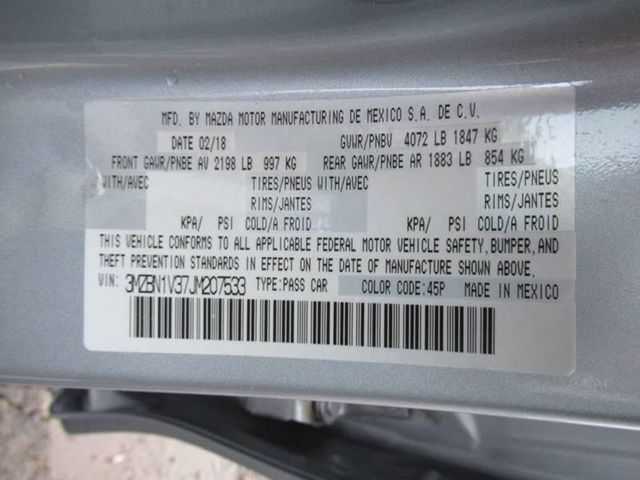 MFD. BY MAZDA MOTOR MANUFACTURING DE MEXICO S.A. DE C.V.
DATE 02/18 GVWR/PNBV 4072 LB 1847 KG
FRONT GAWR/PNBE AV 2198 LB 997 KG REAR GAWR/PNBE AR 1883 LB 854 KG
WITH/AVEC TIRES/PNEUS WITH/AVEC TIRES/PNEUS
RIMS/JANTES RIMS/JANTES
KPA/ PSI COLD/A FROID KPA/ PSI COLD/A FROID
THIS VEHICLE CONFORMS TO ALL APPLICABLE FEDERAL MOTOR VEHICLE SAFETY, BUMPER, AND
THEFT PREVENTION STANDARDS IN EFFECT ON THE DATE OF MANUFACTURE SHOWN ABOVE.
VIN: 3MZBN1V37JM207533 TYPE:PASS CAR COLOR CODE:45P MADE IN MEXICO